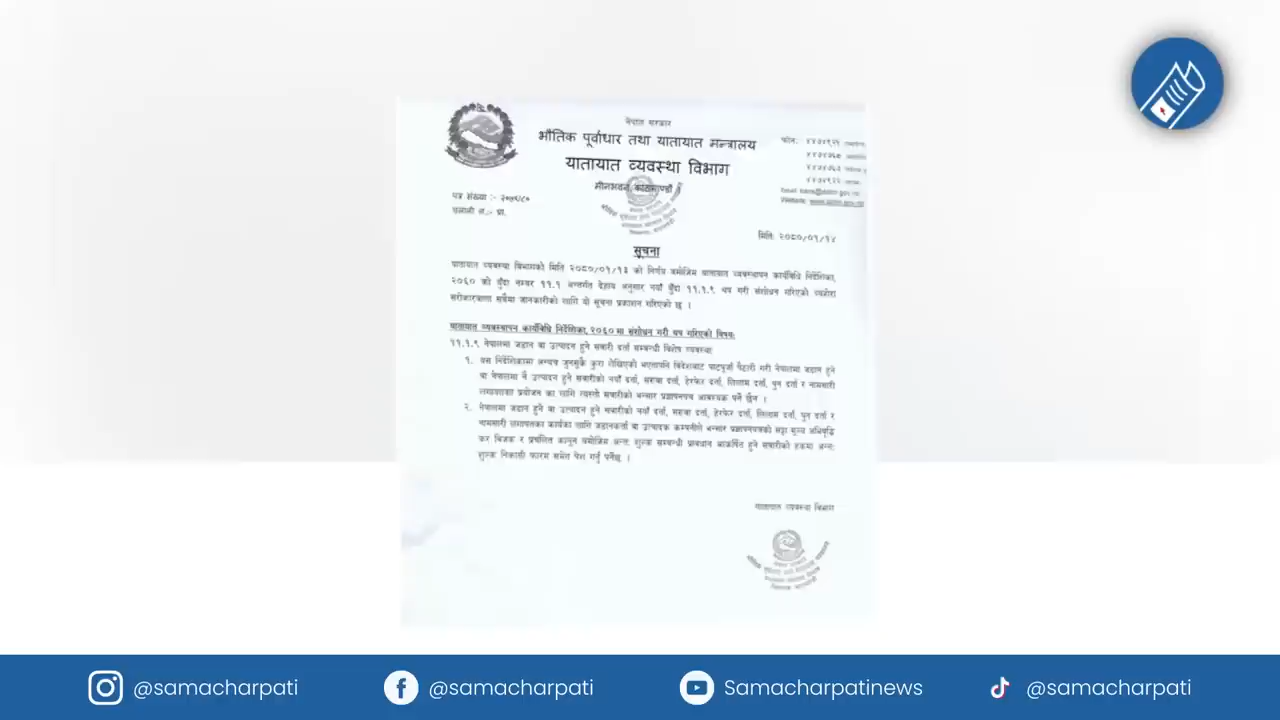 नेपाल सरकार
भौतिक पूर्वाधार तथा यातायात मन्त्रालय
यातायात व्यवस्था विभाग
मीनभवन, काठमाण्डौं
फोन:
पत्र संख्या :-
चलानी नं.:- प्रा.
मिति: २०८०/०१/१४
सूचना
यातायात व्यवस्था विभागको मिति २०८०/०१/१३ को निर्णय बमोजिम यातायात व्यवस्थापन कार्यविधि निर्देशिका,
२०६० को बुँदा नम्बर ११.१ अन्तर्गत देहाय अनुसार नयाँ बुँदा ११.१.९ थप गरी संशोधन गरिएको व्यहोरा
सरोकारवाला सबैमा जानकारीको लागि यो सूचना प्रकाशन गरिएको छ ।
यातायात व्यवस्थापन कार्यविधि निर्देशिका, २०६० मा संशोधन गरी थप गरिएको विषय:
११.१.९ नेपालमा जडान वा उत्पादन हुने सवारी दर्ता सम्बन्धी विशेष व्यवस्था
१. यस निर्देशिकामा अन्यत्र जुनसुकै कुरा लेखिएको भएतापनि विदेशबाट पाटपूर्जा पैठारी गरी नेपालमा जडान हुने
वा नेपालमा नै उत्पादन हुने सवारीको नयाँ दर्ता, सरुवा दर्ता, हेरफेर दर्ता, लिलाम दर्ता, पुन दर्ता र नामसारी
लगायतका प्रयोजन का लागि त्यस्तो सवारीको भन्सार प्रज्ञापनपत्र आवश्यक पर्ने छैन ।
२. नेपालमा जडान हुने वा उत्पादन हुने सवारीको नयाँ दर्ता, सरुवा दर्ता, हेरफेर दर्ता, लिलाम दर्ता, पुन दर्ता र
नामसारी लगायतका कार्यका लागि जडानकर्ता वा उत्पादक कम्पनीले भन्सार प्रज्ञापनपत्रको सट्टा मूल्य अभिवृद्धि
कर बिजक र प्रचलित कानून बमोजिम अन्त: शुल्क सम्बन्धी प्रावधान आकर्षित हुने सवारीको हकमा अन्त:
शुल्क निकासी फारम समेत पेश गर्नु पर्नेछ ।
यातायात व्यवस्था विभाग
@samacharpati
@samacharpati
Samacharpatinews
@samacharpati